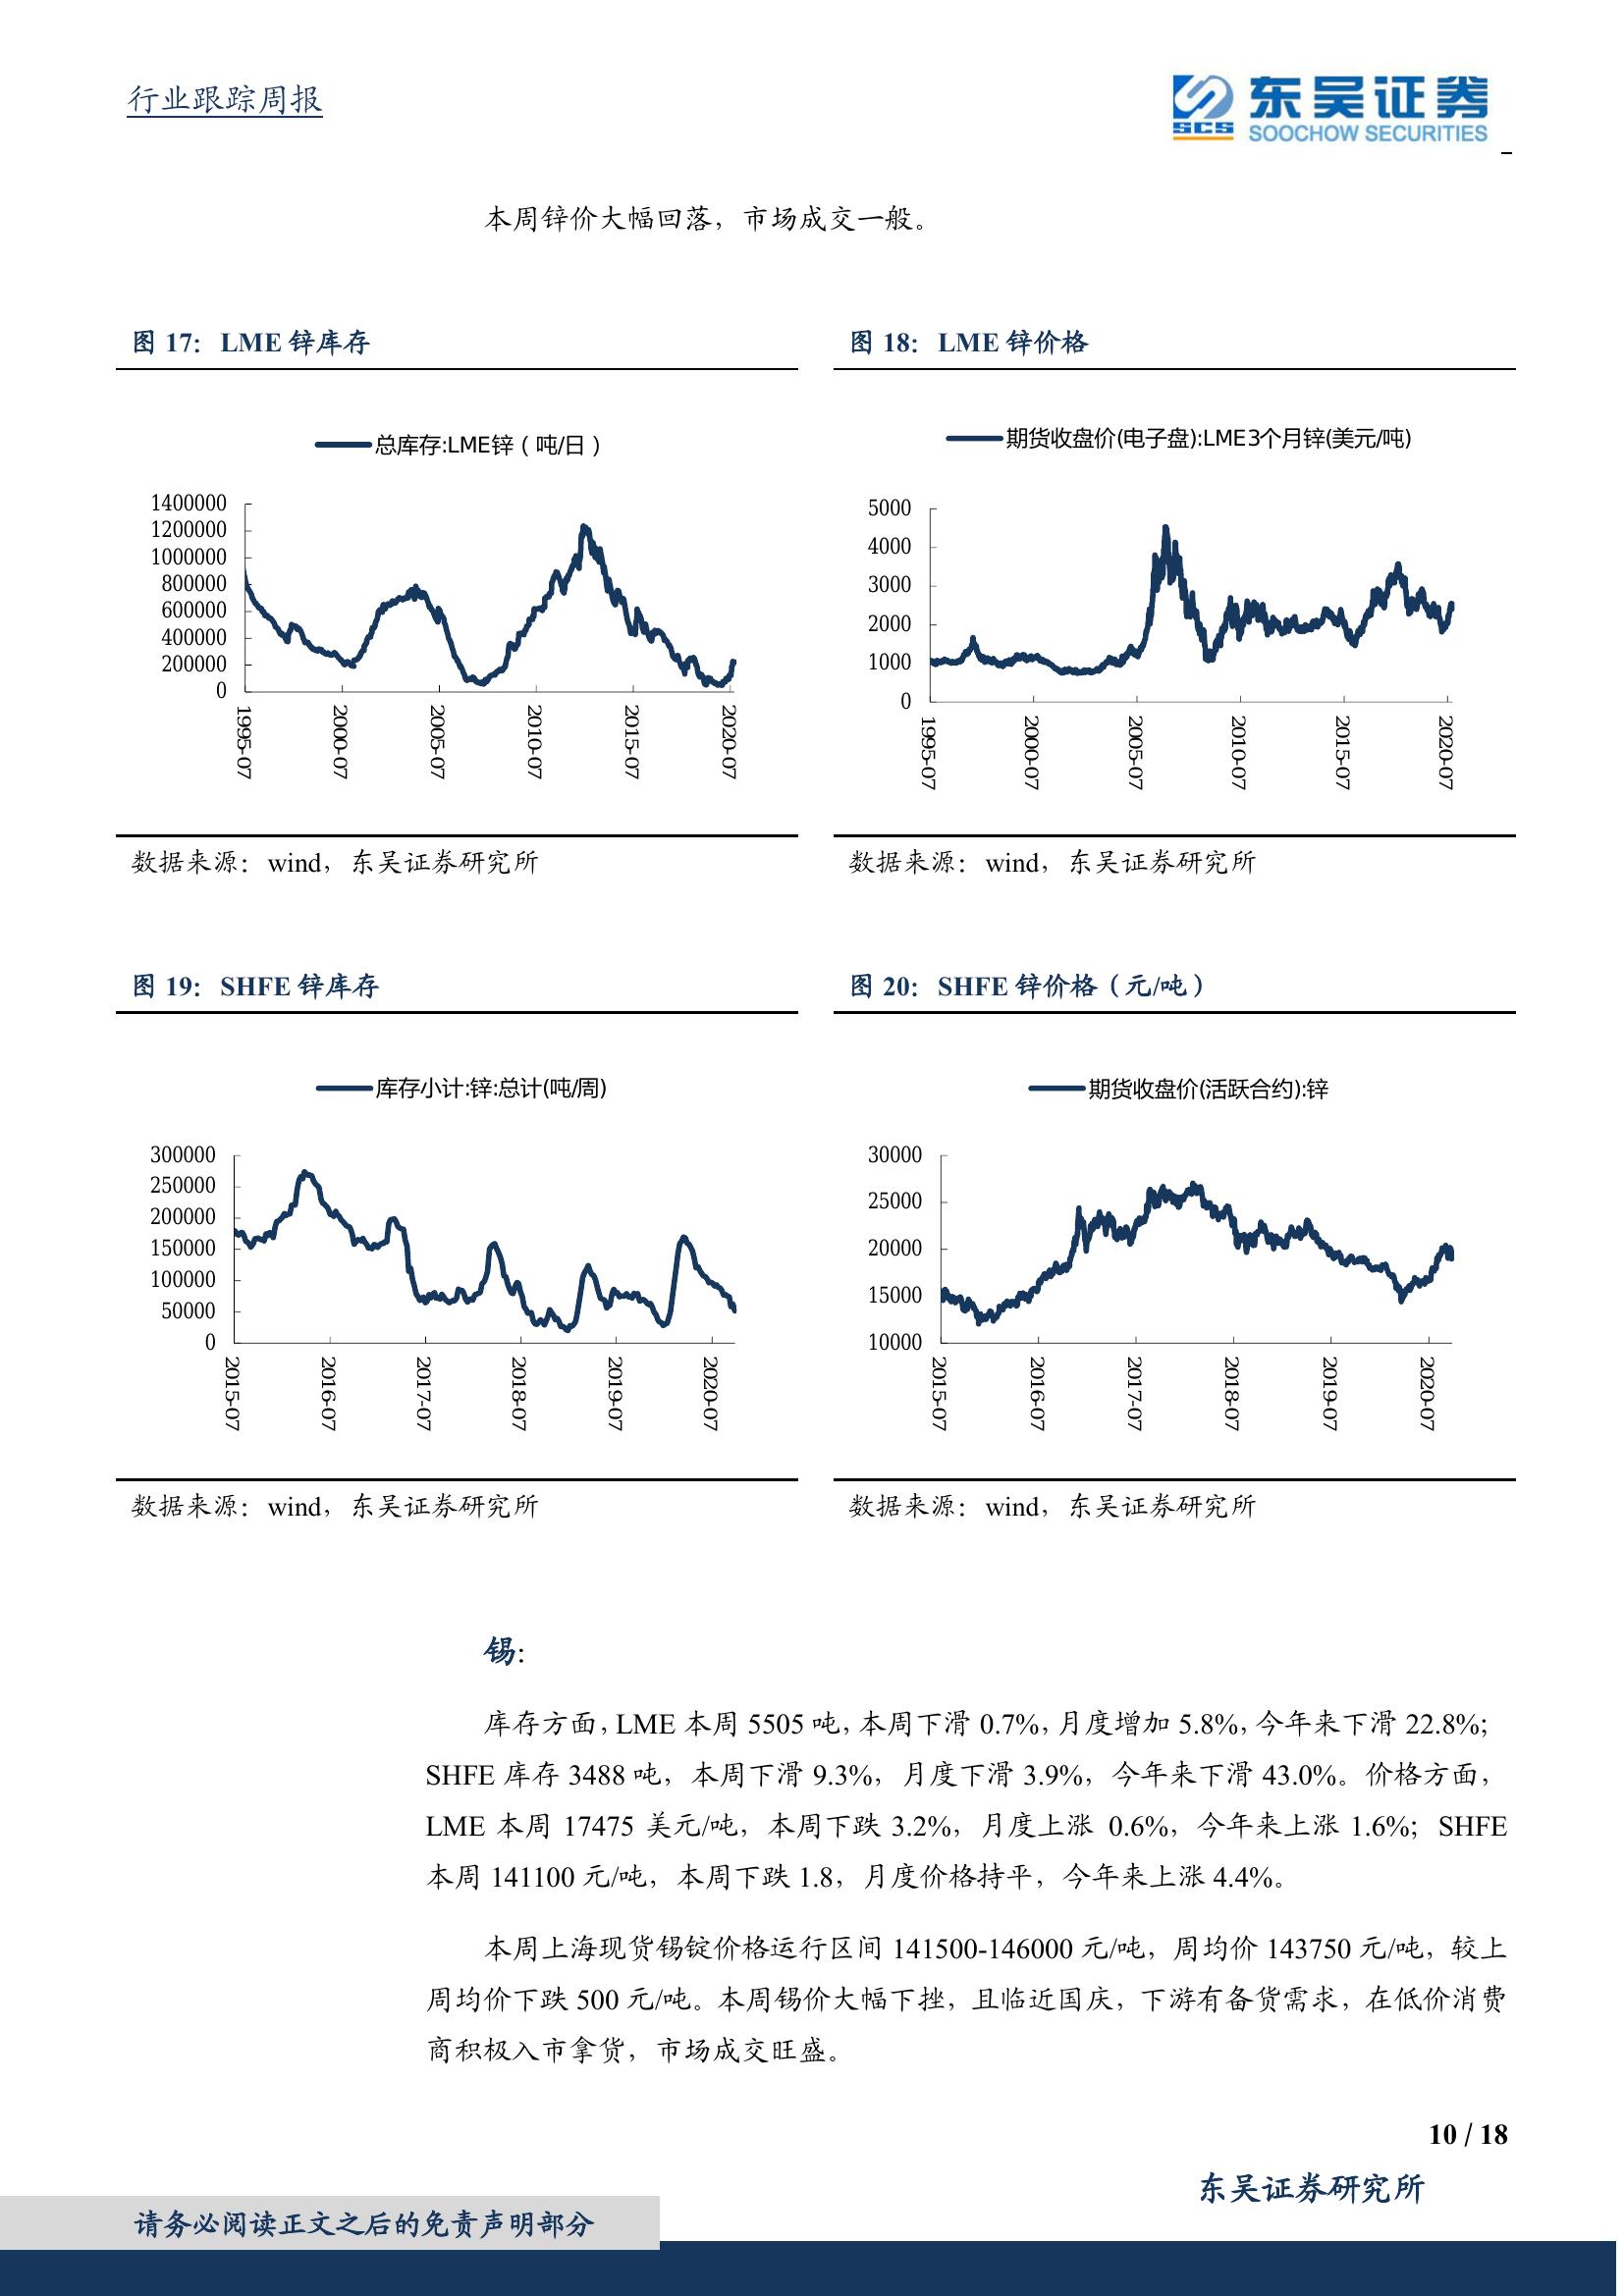 行业跟踪周报
SCS 东吴证券
SOOCHOW SECURITIES
本周锌价大幅回落，市场成交一般。
图 17：LME 锌库存
总库存:LME锌（吨/日）
1400000
1200000
1000000
800000
600000
400000
200000
0
1995-07
2000-07
2005-07
2010-07
2015-07
2020-07
数据来源：wind，东吴证券研究所
图 18：LME 锌价格
期货收盘价(电子盘):LME3个月锌(美元/吨)
5000
4000
3000
2000
1000
0
1995-07
2000-07
2005-07
2010-07
2015-07
2020-07
数据来源：wind，东吴证券研究所
图 19：SHFE 锌库存
库存小计:锌:总计(吨/周)
300000
250000
200000
150000
100000
50000
0
2015-07
2016-07
2017-07
2018-07
2019-07
2020-07
数据来源：wind，东吴证券研究所
图 20：SHFE 锌价格（元/吨）
期货收盘价(活跃合约):锌
30000
25000
20000
15000
10000
2015-07
2016-07
2017-07
2018-07
2019-07
2020-07
数据来源：wind，东吴证券研究所
锡：
库存方面，LME 本周 5505 吨，本周下滑 0.7%，月度增加 5.8%，今年来下滑 22.8%；
SHFE 库存 3488 吨，本周下滑 9.3%，月度下滑 3.9%，今年来下滑 43.0%。价格方面，
LME 本周 17475 美元/吨，本周下跌 3.2%，月度上涨 0.6%，今年来上涨 1.6%；SHFE
本周 141100 元/吨，本周下跌 1.8，月度价格持平，今年来上涨 4.4%。
本周上海现货锡锭价格运行区间 141500-146000 元/吨，周均价 143750 元/吨，较上
周均价下跌 500 元/吨。本周锡价大幅下挫，且临近国庆，下游有备货需求，在低价消费
商积极入市拿货，市场成交旺盛。
10 / 18
东吴证券研究所
请务必阅读正文之后的免责声明部分